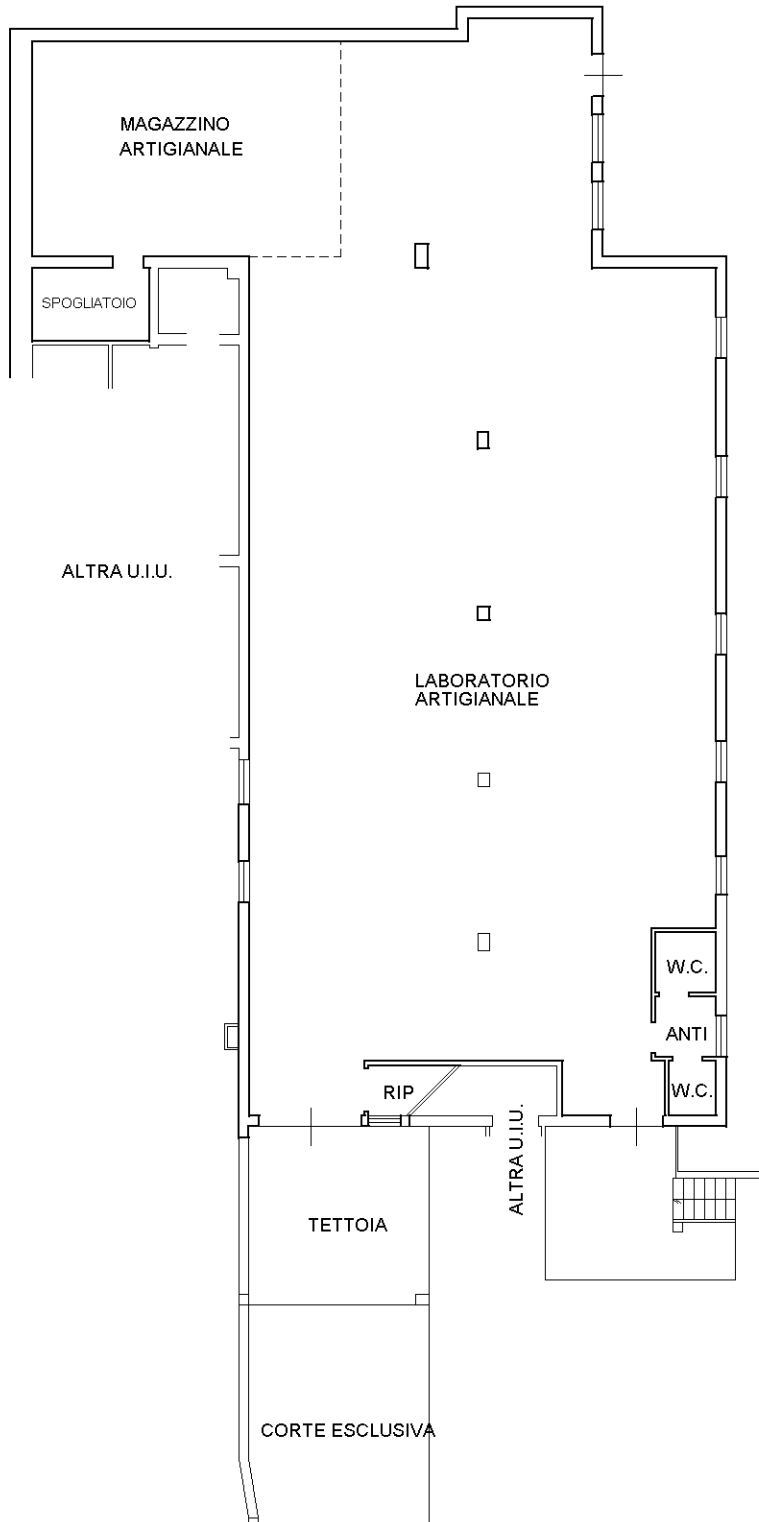 MAGAZZINO
ARTIGIANALE
SPOGLIATOIO
ALTRA U.I.U.
LABORATORIO
ARTIGIANALE
W.C.
ANTI
W.C.
RIP
ALTRA U.I.U.
TETTOIA
CORTE ESCLUSIVA